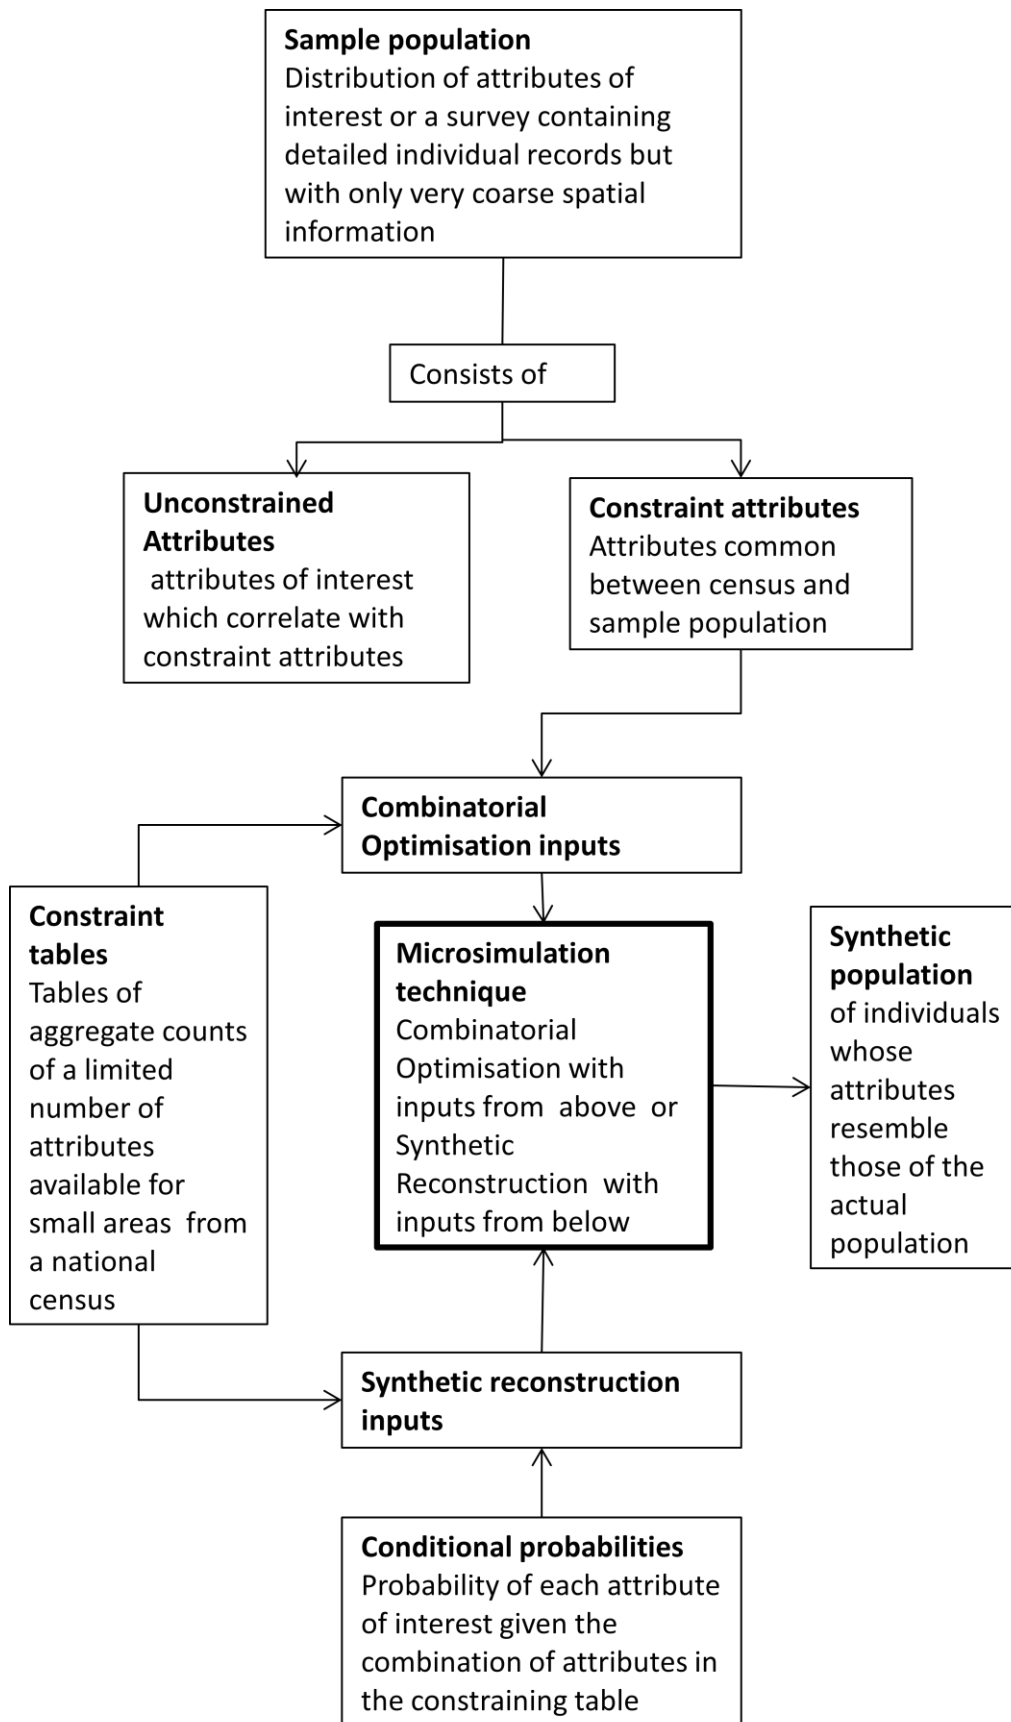 Sample population
Distribution of attributes of
interest or a survey containing
detailed individual records but
with only very coarse spatial
information
Consists of
Unconstrained
Attributes
attributes of interest
which correlate with
constraint attributes
Constraint attributes
Attributes common
between census and
sample population
Combinatorial
Optimisation inputs
Constraint
tables
Tables of
aggregate counts
of a limited
number of
attributes
available for
small areas from
a national
census
Microsimulation
technique
Combinatorial
Optimisation with
inputs from above or
Synthetic
Reconstruction with
inputs from below
Synthetic
population
of individuals
whose
attributes
resemble
those of the
actual
population
Synthetic reconstruction
inputs
Conditional probabilities
Probability of each attribute
of interest given the
combination of attributes in
the constraining table